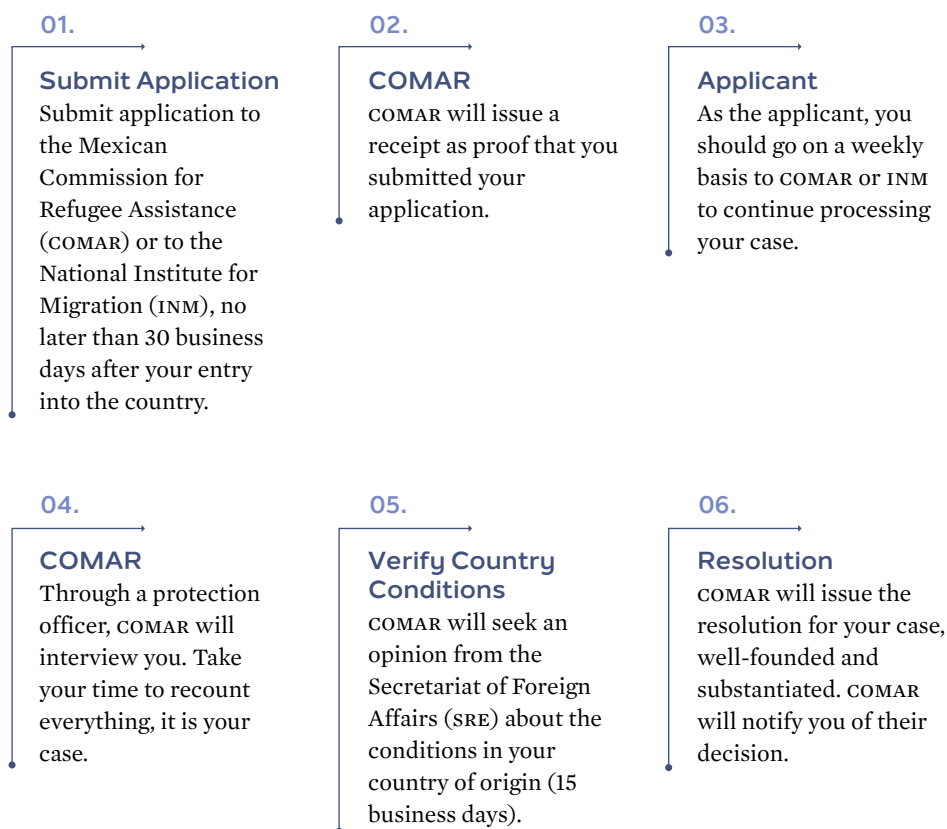 01.
Submit Application
Submit application to
the Mexican
Commission for
Refugee Assistance
(COMAR) or to the
National Institute for
Migration (INM), no
later than 30 business
days after your entry
into the country.
02.
COMAR
COMAR will issue a
receipt as proof that you
submitted your
application.
03.
Applicant
As the applicant, you
should go on a weekly
basis to COMAR or INM
to continue processing
your case.
04.
COMAR
Through a protection
officer, COMAR will
interview you. Take
your time to recount
everything, it is your
case.
05.
Verify Country
Conditions
COMAR will seek an
opinion from the
Secretariat of Foreign
Affairs (SRE) about the
conditions in your
country of origin (15
business days).
06.
Resolution
COMAR will issue the
resolution for your case,
well-founded and
substantiated. COMAR
will notify you of their
decision.